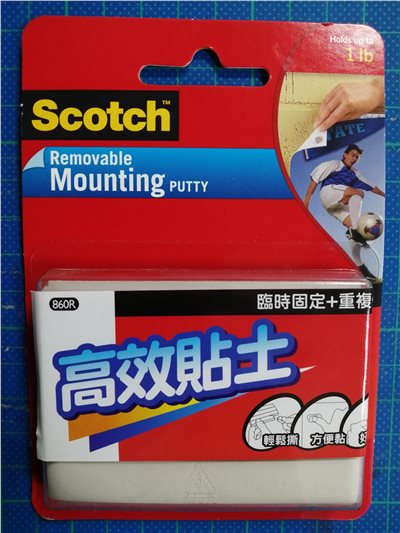 Holds up to
1 lb
Scotch™
Removable
Mounting PUTTY
860R
臨時固定+重複
高效貼土
輕鬆撕
方便黏